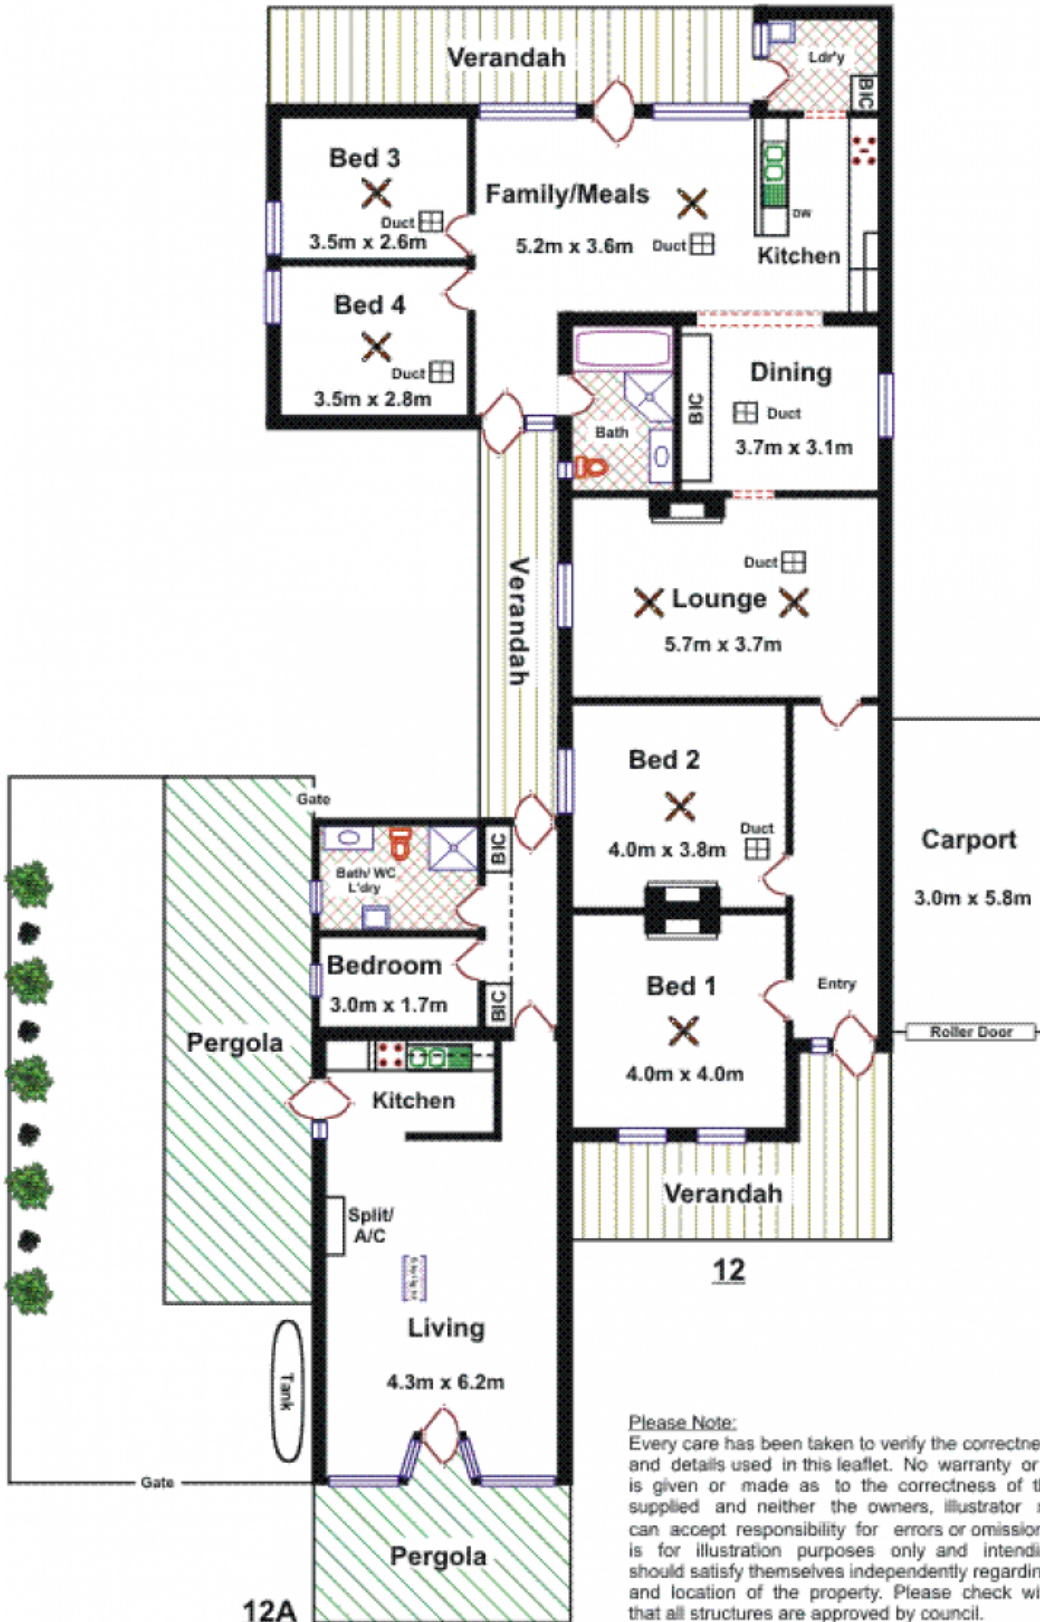 Verandah
Ldr'y
BIC
Bed 3
Duct
3.5m x 2.6m
Family/Meals
5.2m x 3.6m
Duct
DW
Kitchen
Bed 4
Duct
3.5m x 2.8m
Bath
BIC
Dining
Duct
3.7m x 3.1m
Verandah
Duct
Lounge
5.7m x 3.7m
Bed 2
Duct
4.0m x 3.8m
Carport
3.0m x 5.8m
Gate
Bath/ WC
L'dry
BIC
Bedroom
3.0m x 1.7m
BIC
Bed 1
4.0m x 4.0m
Entry
Roller Door
Pergola
Kitchen
Verandah
12
Split/
A/C
Living
4.3m x 6.2m
Tank
Gate
Pergola
12A
Please Note:
Every care has been taken to verify the correctne
and details used in this leaflet. No warranty or
is given or made as to the correctness of th
supplied and neither the owners, illustrator
can accept responsibility for errors or omission
is for illustration purposes only and intendi
should satisfy themselves independently regardin
and location of the property. Please check wi
that all structures are approved by council.